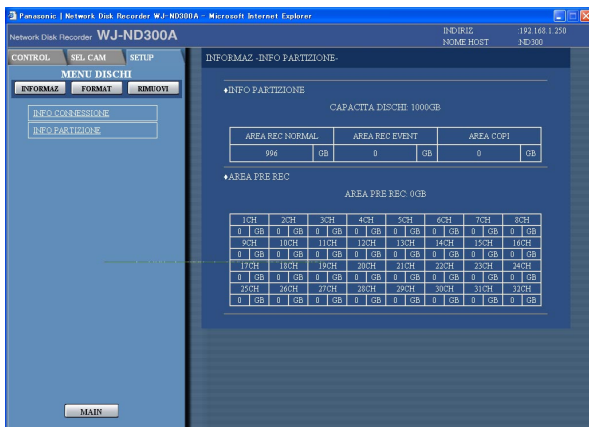 Panasonic | Network Disk Recorder WJ-ND300A - Microsoft Internet Explorer
Network Disk Recorder WJ-ND300A
INDIRIZ :192.168.1.250
NOME HOST :ND300
CONTROL SEL CAM SETUP
MENU DISCHI
INFORMAZ FORMAT RIMUOVI
INFO CONNESSIONE
INFO PARTIZIONE
MAIN
INFORMAZ -INFO PARTIZIONE-
♦INFO PARTIZIONE
CAPACITA DISCHI: 1000GB
AREA REC NORMAL AREA REC EVENT AREA COPI
996 GB 0 GB 0 GB
♦AREA PRE REC
AREA PRE REC: 0GB
1CH 2CH 3CH 4CH 5CH 6CH 7CH 8CH
0 GB 0 GB 0 GB 0 GB 0 GB 0 GB 0 GB 0 GB
9CH 10CH 11CH 12CH 13CH 14CH 15CH 16CH
0 GB 0 GB 0 GB 0 GB 0 GB 0 GB 0 GB 0 GB
17CH 18CH 19CH 20CH 21CH 22CH 23CH 24CH
0 GB 0 GB 0 GB 0 GB 0 GB 0 GB 0 GB 0 GB
25CH 26CH 27CH 28CH 29CH 30CH 31CH 32CH
0 GB 0 GB 0 GB 0 GB 0 GB 0 GB 0 GB 0 GB